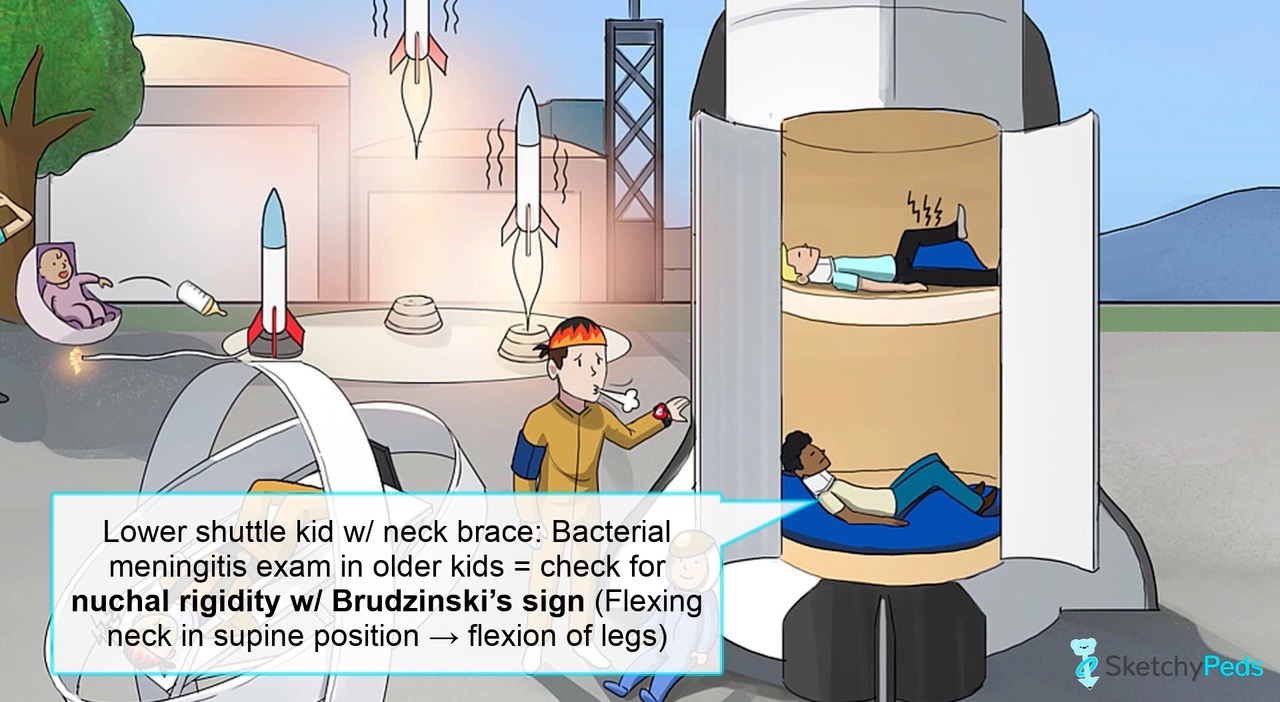 Lower shuttle kid w/ neck brace: Bacterial
meningitis exam in older kids = check for
nuchal rigidity w/ Brudzinski’s sign (Flexing
neck in supine position → flexion of legs)
SketchyPeds